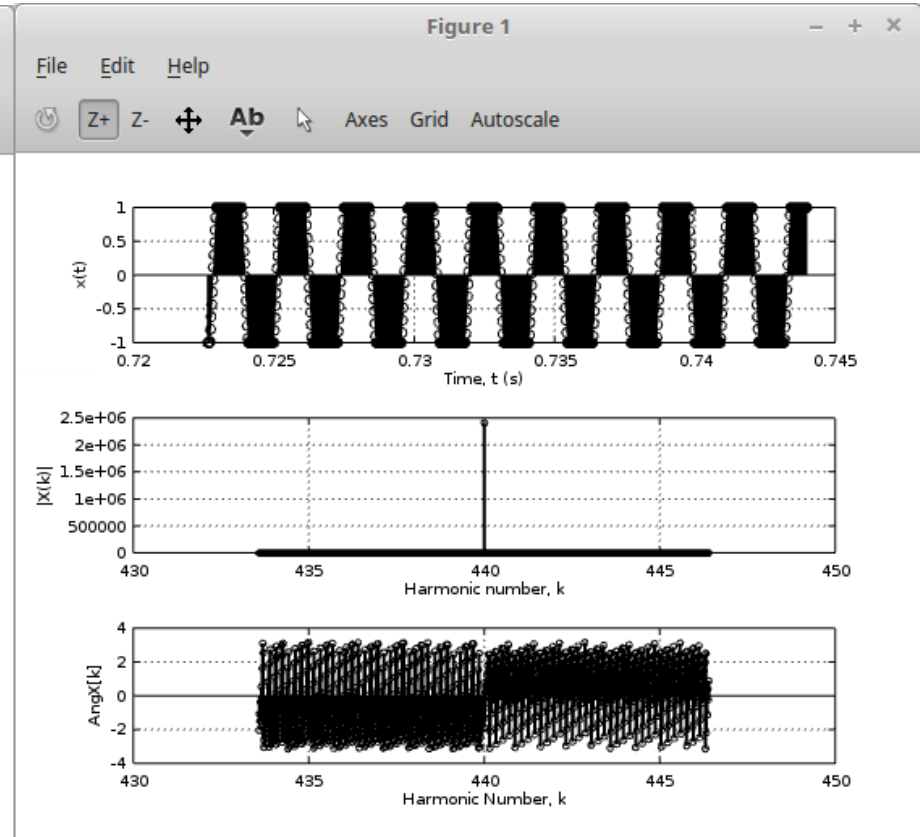 Figure 1
File Edit Help
Z+ Z- Ab Axes Grid Autoscale
1
0.5
0
-0.5
-1
x(t)
0.72 0.725 0.73 0.735 0.74 0.745
Time, t (s)
2.5e+06
2e+06
1.5e+06
1e+06
500000
0
|X(k)|
430 435 440 445 450
Harmonic number, k
4
2
0
-2
-4
AngX[k]
430 435 440 445 450
Harmonic Number, k